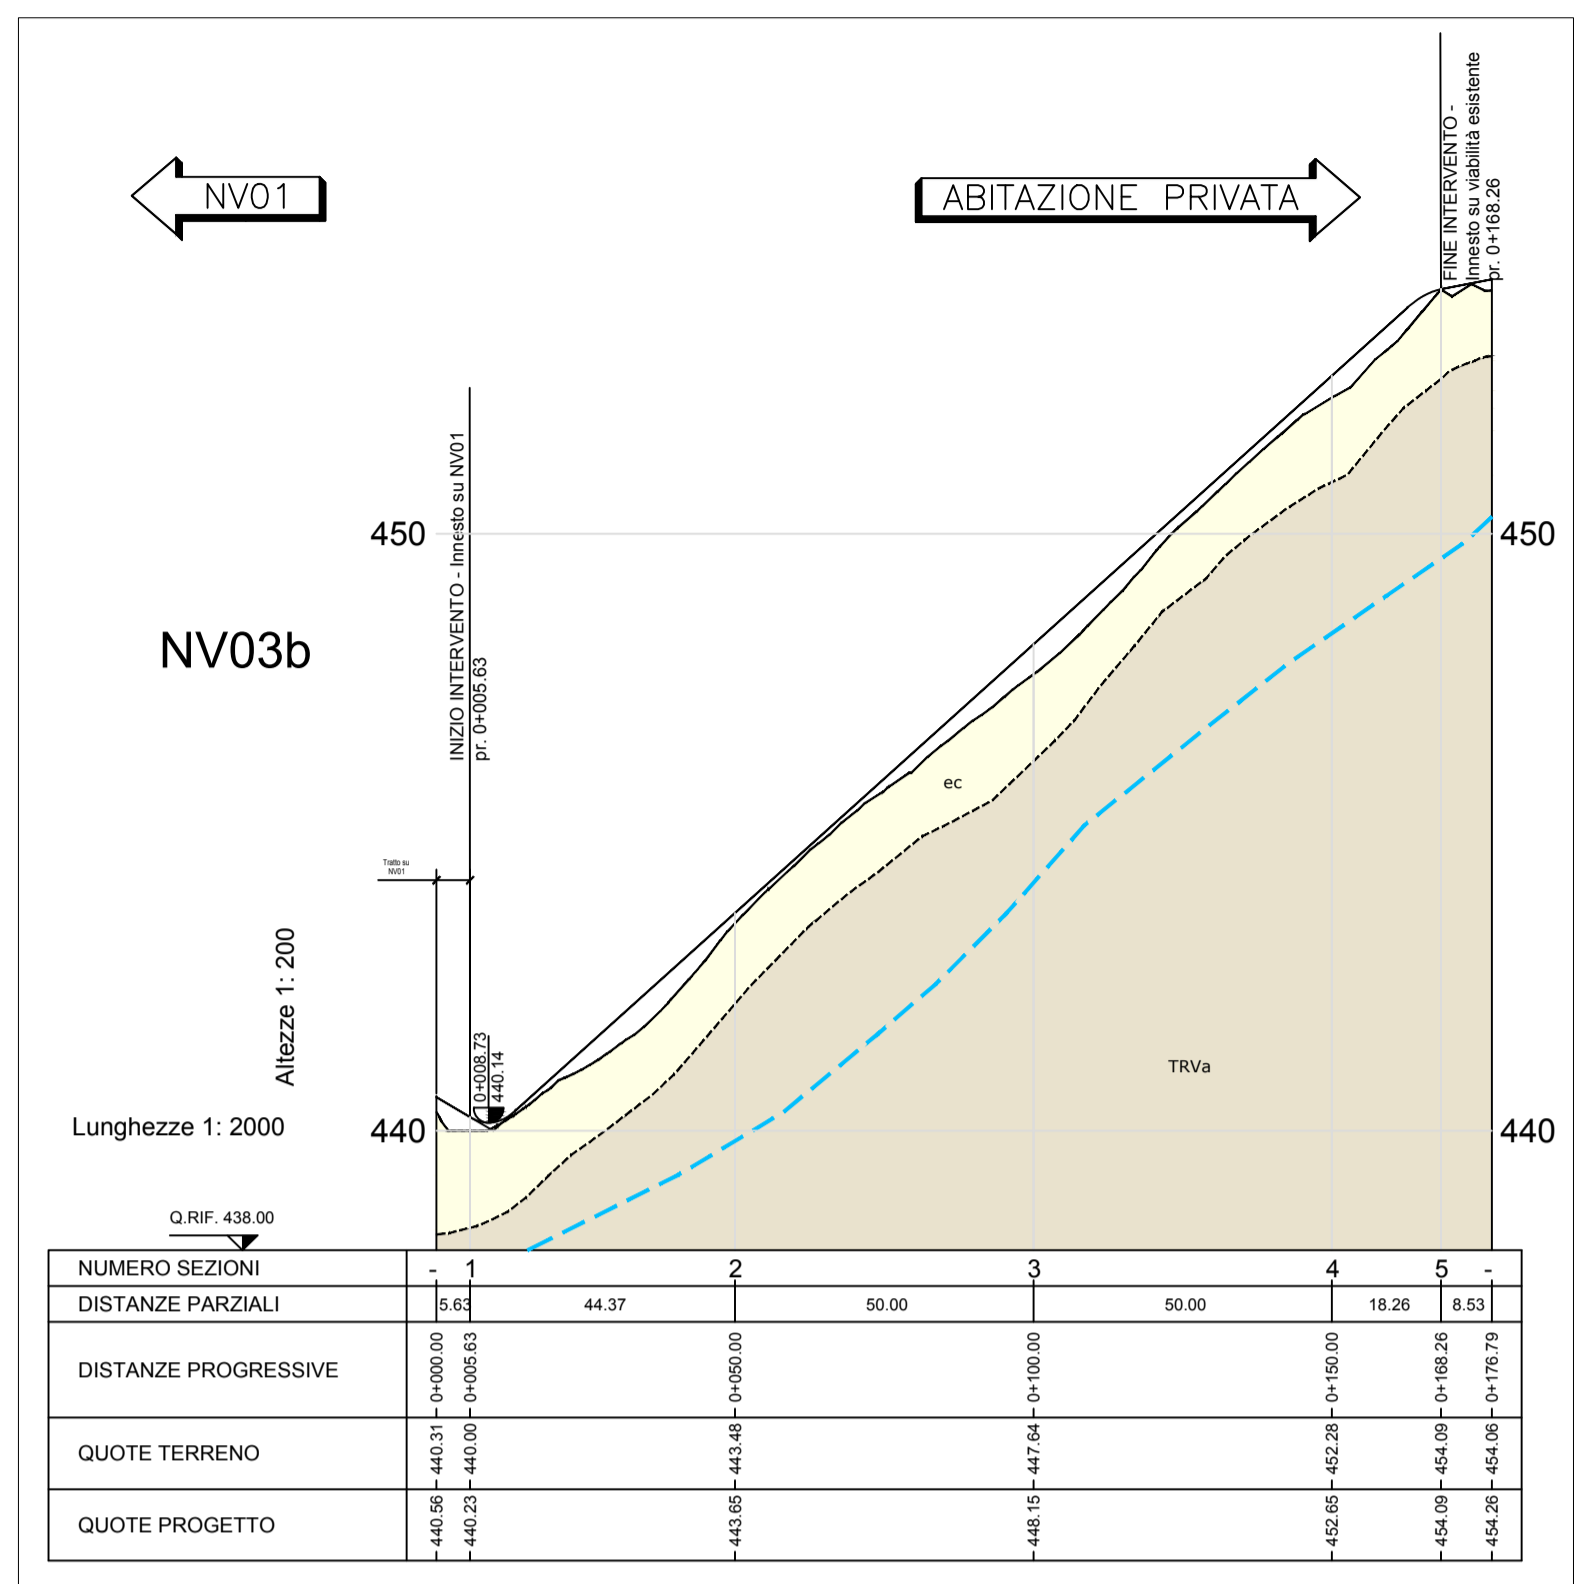 NV01
ABITAZIONE PRIVATA
FINE INTERVENTO -
Innesto su viabilità esistente
pr. 0+168.26
INIZIO INTERVENTO - Innesto su NV01
pr. 0+005.63
450
450
NV03b
ec
Tratto su
NV01
Altezze 1: 200
Lunghezze 1: 2000
0+008.73
440.14
TRVa
440
440
Q.RIF. 438.00
NUMERO SEZIONI - 1 2 3 4 5 -
DISTANZE PARZIALI 5.63 44.37 50.00 50.00 18.26 8.53
DISTANZE PROGRESSIVE 0+000.00 0+005.63 0+050.00 0+100.00 0+150.00 0+168.26 0+176.79
QUOTE TERRENO 440.31 440.00 443.48 447.64 452.28 454.09 454.06
QUOTE PROGETTO 440.56 440.23 443.65 448.15 452.65 454.09 454.26